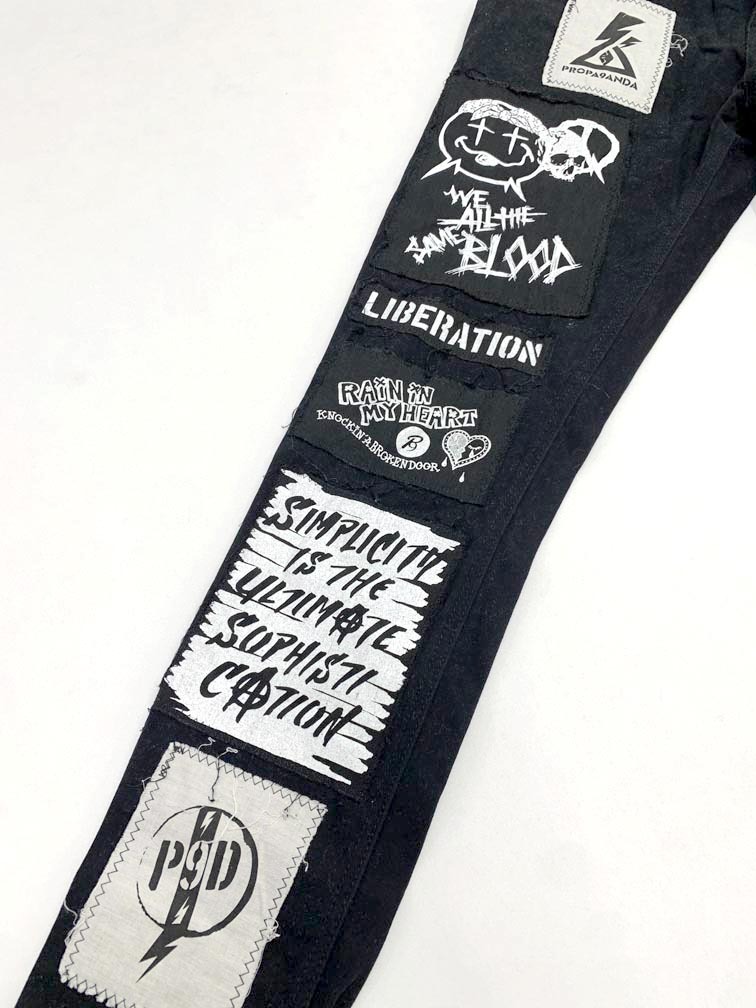 PROPA9ANDA
WE
ALL THE
SAME BLOOD
LIBERATION
RAIN IN
MY HEART
KNOCKIN'A BROKEN DOOR
B
SIMPLICITY
IS THE
ULTIMATE
SOPHISTI
CATION
P9D